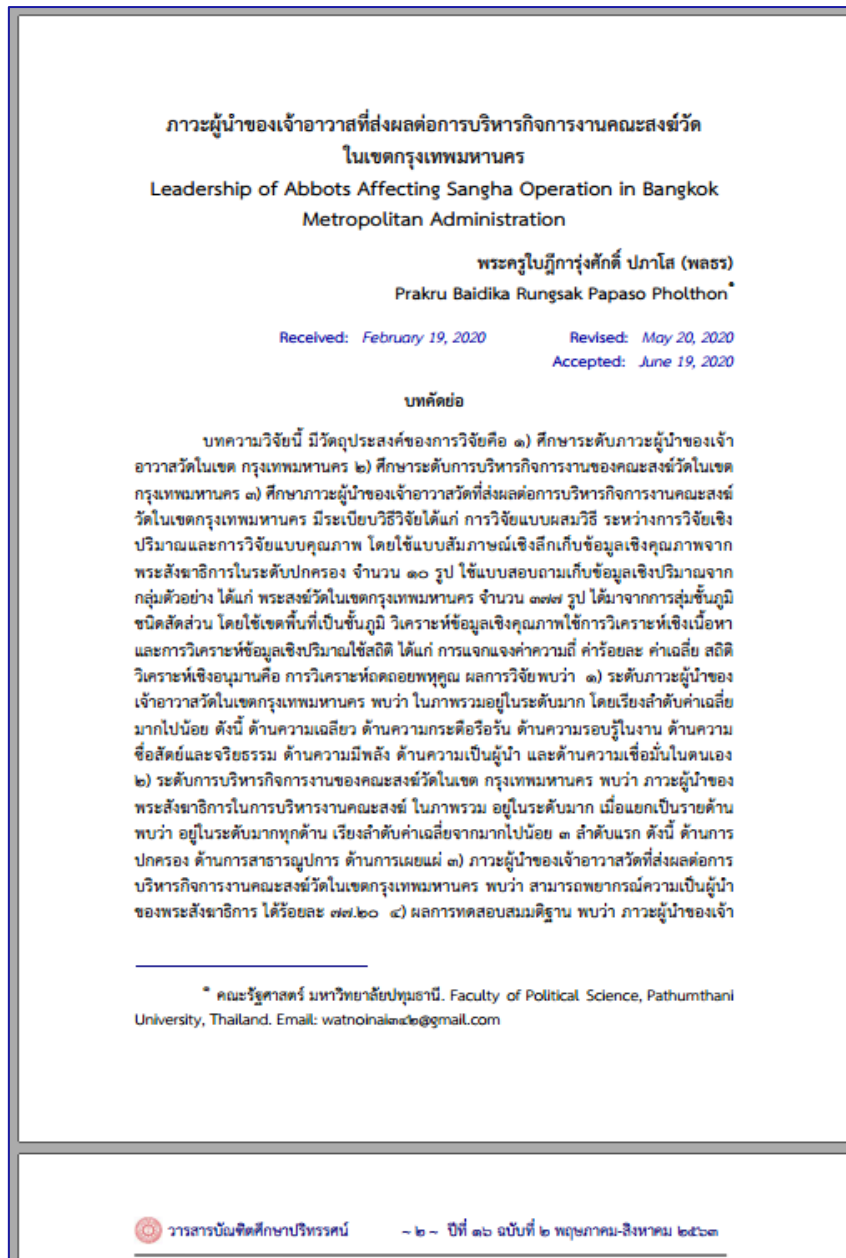 ภาวะผู้นำของเจ้าอาวาสที่ส่งผลต่อการบริหารกิจการงานคณะสงฆ์วัด
ในเขตกรุงเทพมหานคร
Leadership of Abbots Affecting Sangha Operation in Bangkok
Metropolitan Administration
พระครูใบฎีการุ่งศักดิ์ ปภาโส (พลธร)
Prakru Baidika Rungsak Papaso Pholthon*
Received: February 19, 2020 Revised: May 20, 2020
Accepted: June 19, 2020
บทคัดย่อ
บทความวิจัยนี้ มีวัตถุประสงค์ของการวิจัยคือ ๑) ศึกษาระดับภาวะผู้นำของเจ้า
อาวาสวัดในเขต กรุงเทพมหานคร ๒) ศึกษาระดับการบริหารกิจการงานของคณะสงฆ์วัดในเขต
กรุงเทพมหานคร ๓) ศึกษาภาวะผู้นำของเจ้าอาวาสวัดที่ส่งผลต่อการบริหารกิจการงานคณะสงฆ์
วัดในเขตกรุงเทพมหานคร มีระเบียบวิธีวิจัยได้แก่ การวิจัยแบบผสมวิธี ระหว่างการวิจัยเชิง
ปริมาณและการวิจัยแบบคุณภาพ โดยใช้แบบสัมภาษณ์เชิงลึกเก็บข้อมูลเชิงคุณภาพจาก
พระสังฆาธิการในระดับปกครอง จำนวน ๑๐ รูป ใช้แบบสอบถามเก็บข้อมูลเชิงปริมาณจาก
กลุ่มตัวอย่าง ได้แก่ พระสงฆ์วัดในเขตกรุงเทพมหานคร จำนวน ๓๗๗ รูป ได้มาจากการสุ่มชั้นภูมิ
ชนิดสัดส่วน โดยใช้เขตพื้นที่เป็นชั้นภูมิ วิเคราะห์ข้อมูลเชิงคุณภาพใช้การวิเคราะห์เชิงเนื้อหา
และการวิเคราะห์ข้อมูลเชิงปริมาณใช้สถิติ ได้แก่ การแจกแจงค่าความถี่ ค่าร้อยละ ค่าเฉลี่ย สถิติ
วิเคราะห์เชิงอนุมานคือ การวิเคราะห์ถดถอยพหุคูณ ผลการวิจัยพบว่า ๑) ระดับภาวะผู้นำของ
เจ้าอาวาสวัดในเขตกรุงเทพมหานคร พบว่า ในภาพรวมอยู่ในระดับมาก โดยเรียงลำดับค่าเฉลี่ย
มากไปน้อย ดังนี้ ด้านความเฉลียว ด้านความกระตือรือร้น ด้านความรอบรู้ในงาน ด้านความ
ซื่อสัตย์และจริยธรรม ด้านความมีพลัง ด้านความเป็นผู้นำ และด้านความเชื่อมั่นในตนเอง
๒) ระดับการบริหารกิจการงานของคณะสงฆ์วัดในเขต กรุงเทพมหานคร พบว่า ภาวะผู้นำของ
พระสังฆาธิการในการบริหารงานคณะสงฆ์ ในภาพรวม อยู่ในระดับมาก เมื่อแยกเป็นรายด้าน
พบว่า อยู่ในระดับมากทุกด้าน เรียงลำดับค่าเฉลี่ยจากมากไปน้อย ๓ ลำดับแรก ดังนี้ ด้านการ
ปกครอง ด้านการสาธารณูปการ ด้านการเผยแผ่ ๓) ภาวะผู้นำของเจ้าอาวาสวัดที่ส่งผลต่อการ
บริหารกิจการงานคณะสงฆ์วัดในเขตกรุงเทพมหานคร พบว่า สามารถพยากรณ์ความเป็นผู้นำ
ของพระสังฆาธิการ ได้ร้อยละ ๗๗.๒๐ ๔) ผลการทดสอบสมมติฐาน พบว่า ภาวะผู้นำของเจ้า
* คณะรัฐศาสตร์ มหาวิทยาลัยปทุมธานี. Faculty of Political Science, Pathumthani
University, Thailand. Email: watnoinai๓๔๒@gmail.com
วารสารบัณฑิตศึกษาปริทรรศน์ ~ ๒ ~ ปีที่ ๑๖ ฉบับที่ ๒ พฤษภาคม-สิงหาคม ๒๕๖๓